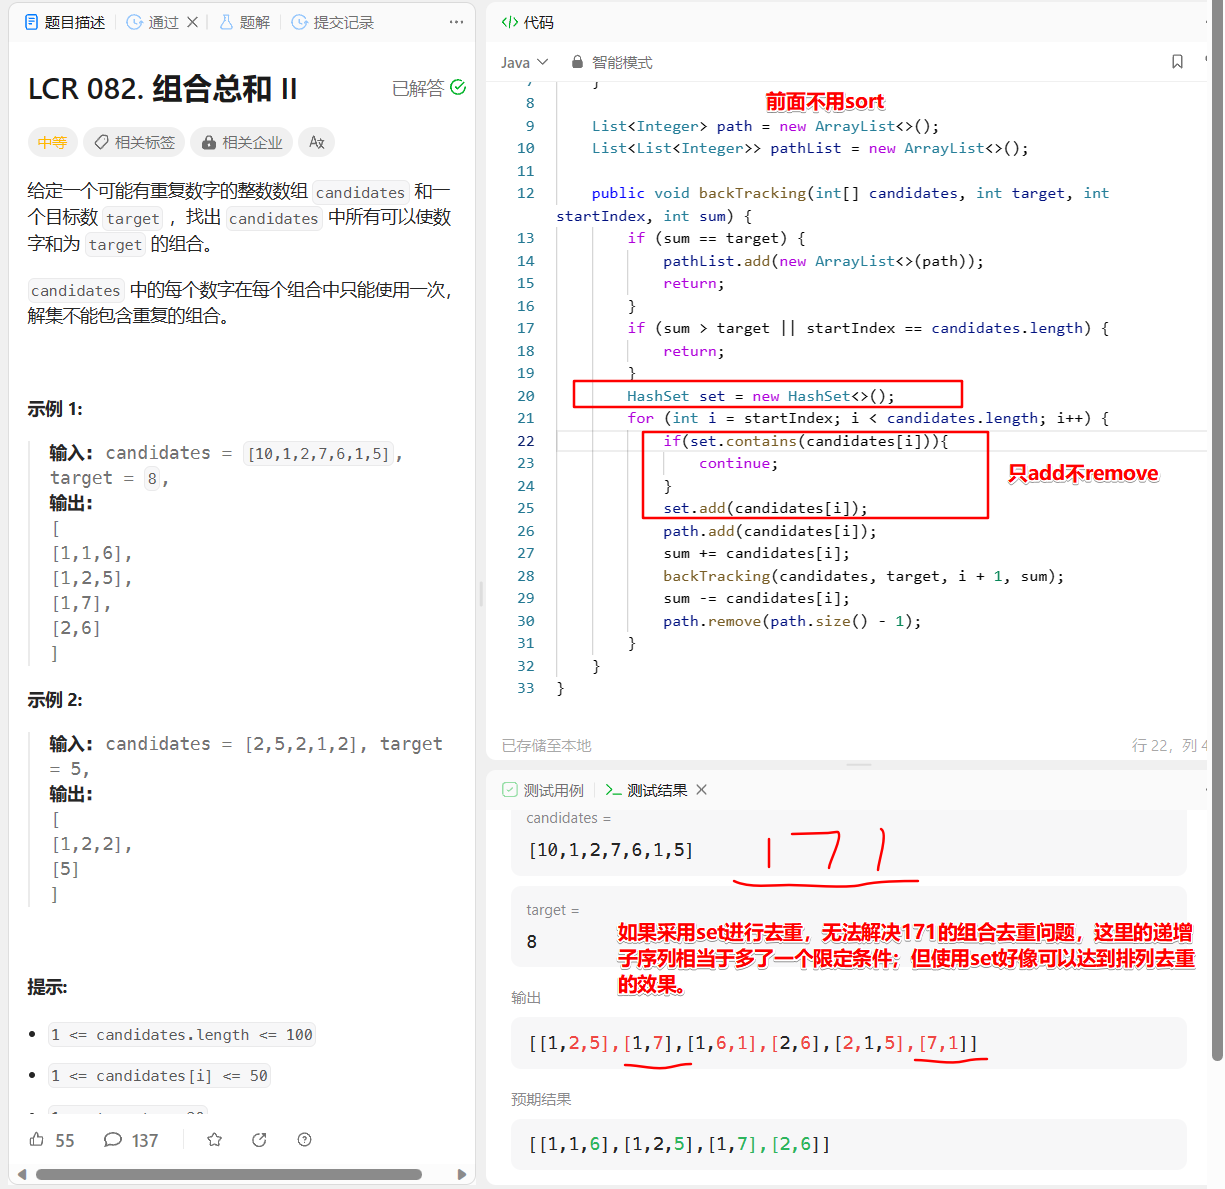 题目描述 通过 题解 提交记录
LCR 082. 组合总和 II
已解答
中等 相关标签 相关企业
给定一个可能有重复数字的整数数组 candidates 和一
个目标数 target ，找出 candidates 中所有可以使数
字和为 target 的组合。
candidates 中的每个数字在每个组合中只能使用一次，
解集不能包含重复的组合。
示例 1:
输入: candidates = [10,1,2,7,6,1,5],
target = 8,
输出:
[
[1,1,6],
[1,2,5],
[1,7],
[2,6]
]
示例 2:
输入: candidates = [2,5,2,1,2], target
= 5,
输出:
[
[1,2,2],
[5]
]
提示:
1 <= candidates.length <= 100
1 <= candidates[i] <= 50
55 137
代码
Java 智能模式
前面不用sort
8
9 List<Integer> path = new ArrayList<>();
10 List<List<Integer>> pathList = new ArrayList<>();
11
12 public void backTracking(int[] candidates, int target, int
startIndex, int sum) {
13 if (sum == target) {
14 pathList.add(new ArrayList<>(path));
15 return;
16 }
17 if (sum > target || startIndex == candidates.length) {
18 return;
19 }
20 HashSet set = new HashSet<>();
21 for (int i = startIndex; i < candidates.length; i++) {
22 if(set.contains(candidates[i])){
23 continue;
24 }
25 set.add(candidates[i]);
26 path.add(candidates[i]);
27 sum += candidates[i];
28 backTracking(candidates, target, i + 1, sum);
29 sum -= candidates[i];
30 path.remove(path.size() - 1);
31 }
32 }
33 }
只add不remove
已存储至本地 行 22，列 4
测试用例 测试结果
candidates =
[10,1,2,7,6,1,5]
1 7 1
target =
8
如果采用set进行去重，无法解决171的组合去重问题，这里的递增
子序列相当于多了一个限定条件；但使用set好像可以达到排列去重
的效果。
输出
[[1,2,5],[1,7],[1,6,1],[2,6],[2,1,5],[7,1]]
预期结果
[[1,1,6],[1,2,5],[1,7],[2,6]]